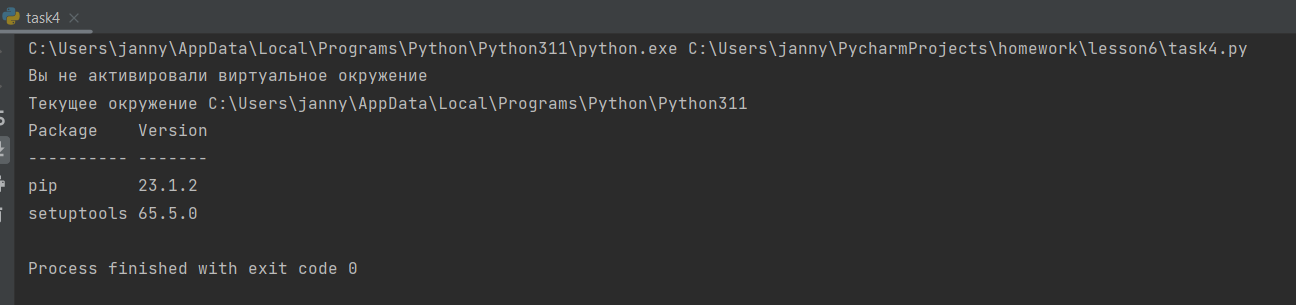 task4
C:\Users\janny\AppData\Local\Programs\Python\Python311\python.exe C:\Users\janny\PycharmProjects\homework\lesson6\task4.py
Вы не активировали виртуальное окружение
Текущее окружение C:\Users\janny\AppData\Local\Programs\Python\Python311
Package    Version
---------- -------
pip        23.1.2
setuptools 65.5.0
Process finished with exit code 0